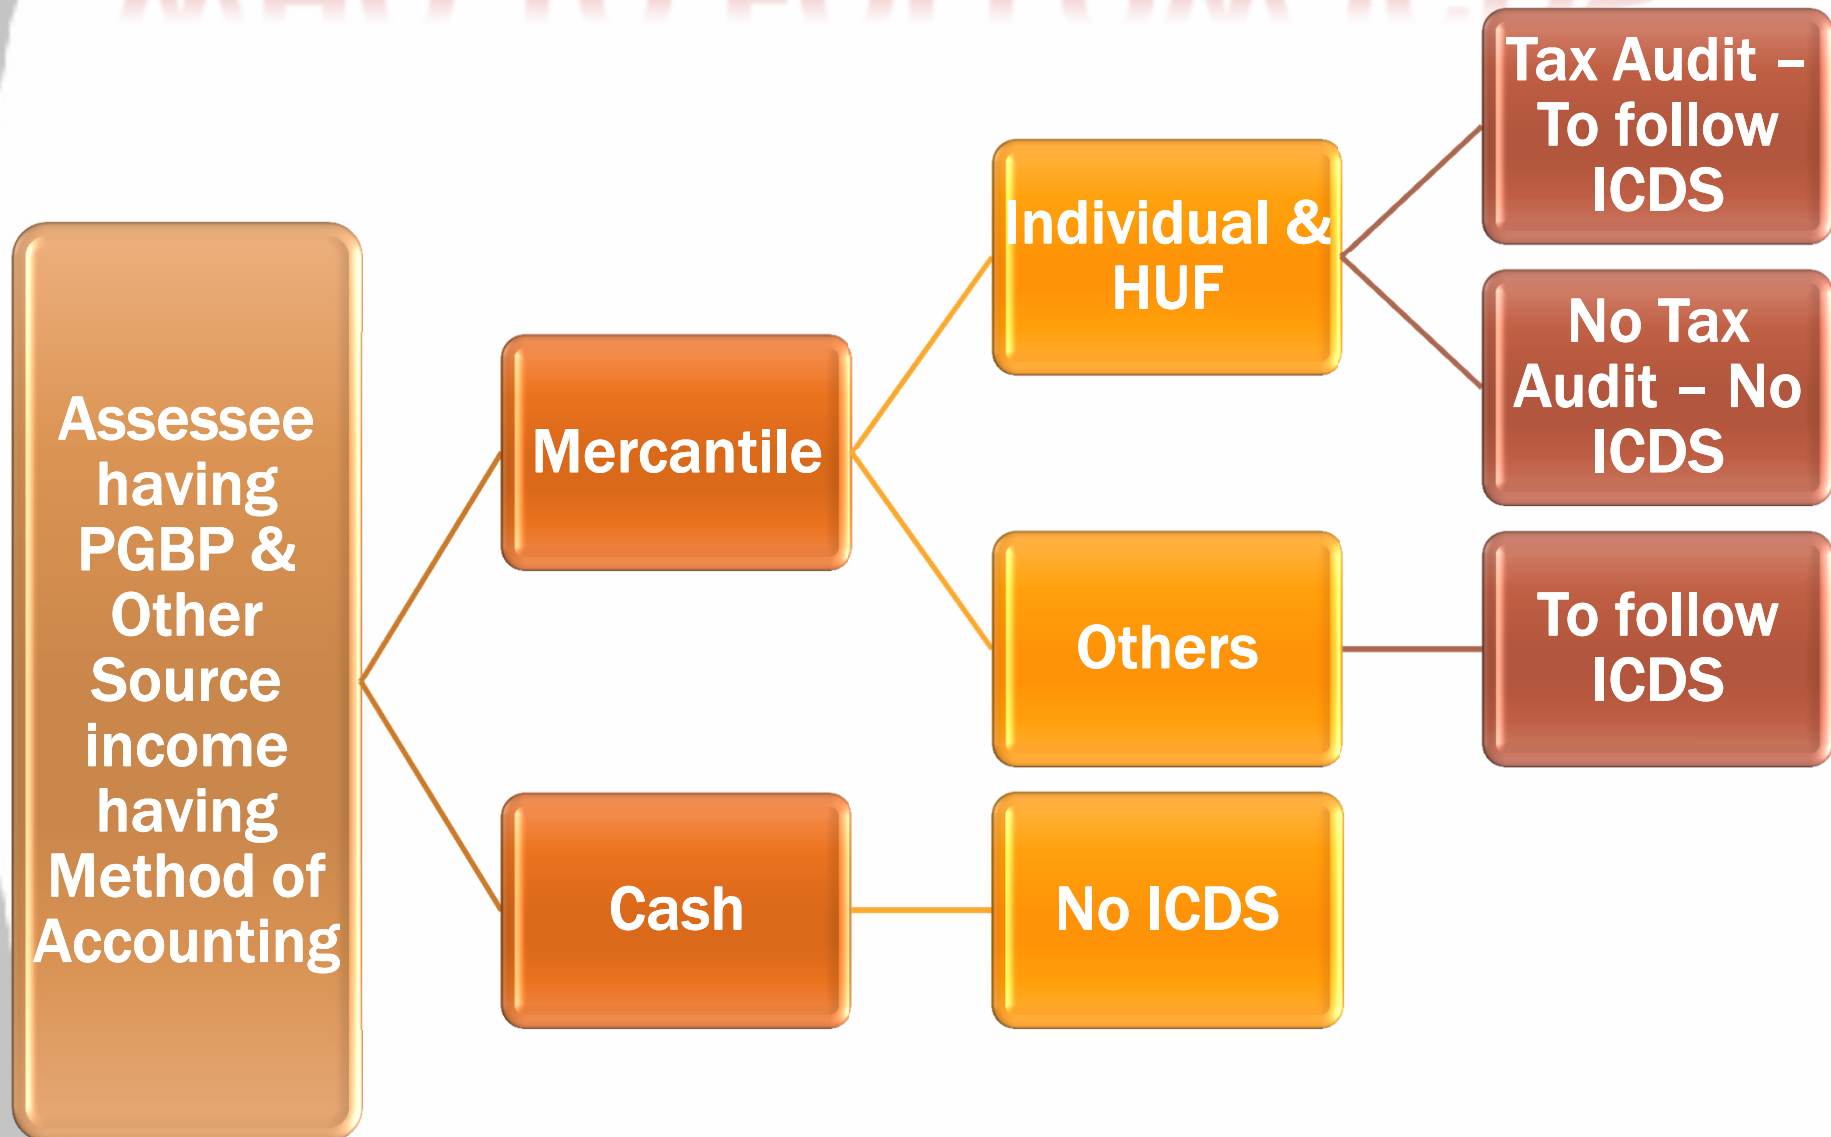 Assessee
having
PGBP &
Other
Source
income
having
Method of
Accounting
Mercantile
Cash
Individual &
HUF
Others
No ICDS
Tax Audit –
To follow
ICDS
No Tax
Audit – No
ICDS
To follow
ICDS